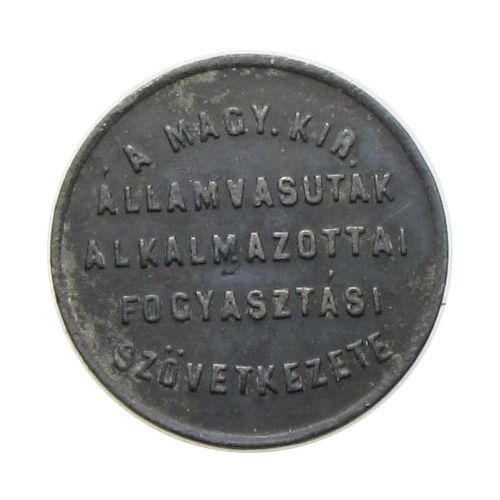 A MAGY. KIR.
ÁLLAMVASUTAK
ALKALMAZOTTAI
FOGYASZTÁSI
SZÖVETKEZETE